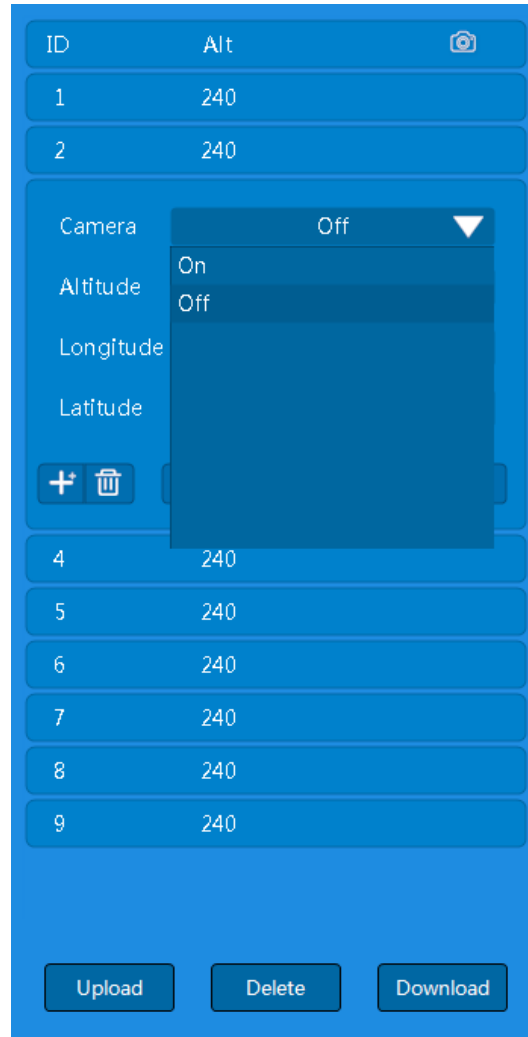 ID Alt
1 240
2 240
Camera Off
On
Altitude
Off
Longitude
Latitude
4 240
5 240
6 240
7 240
8 240
9 240
Upload Delete Download